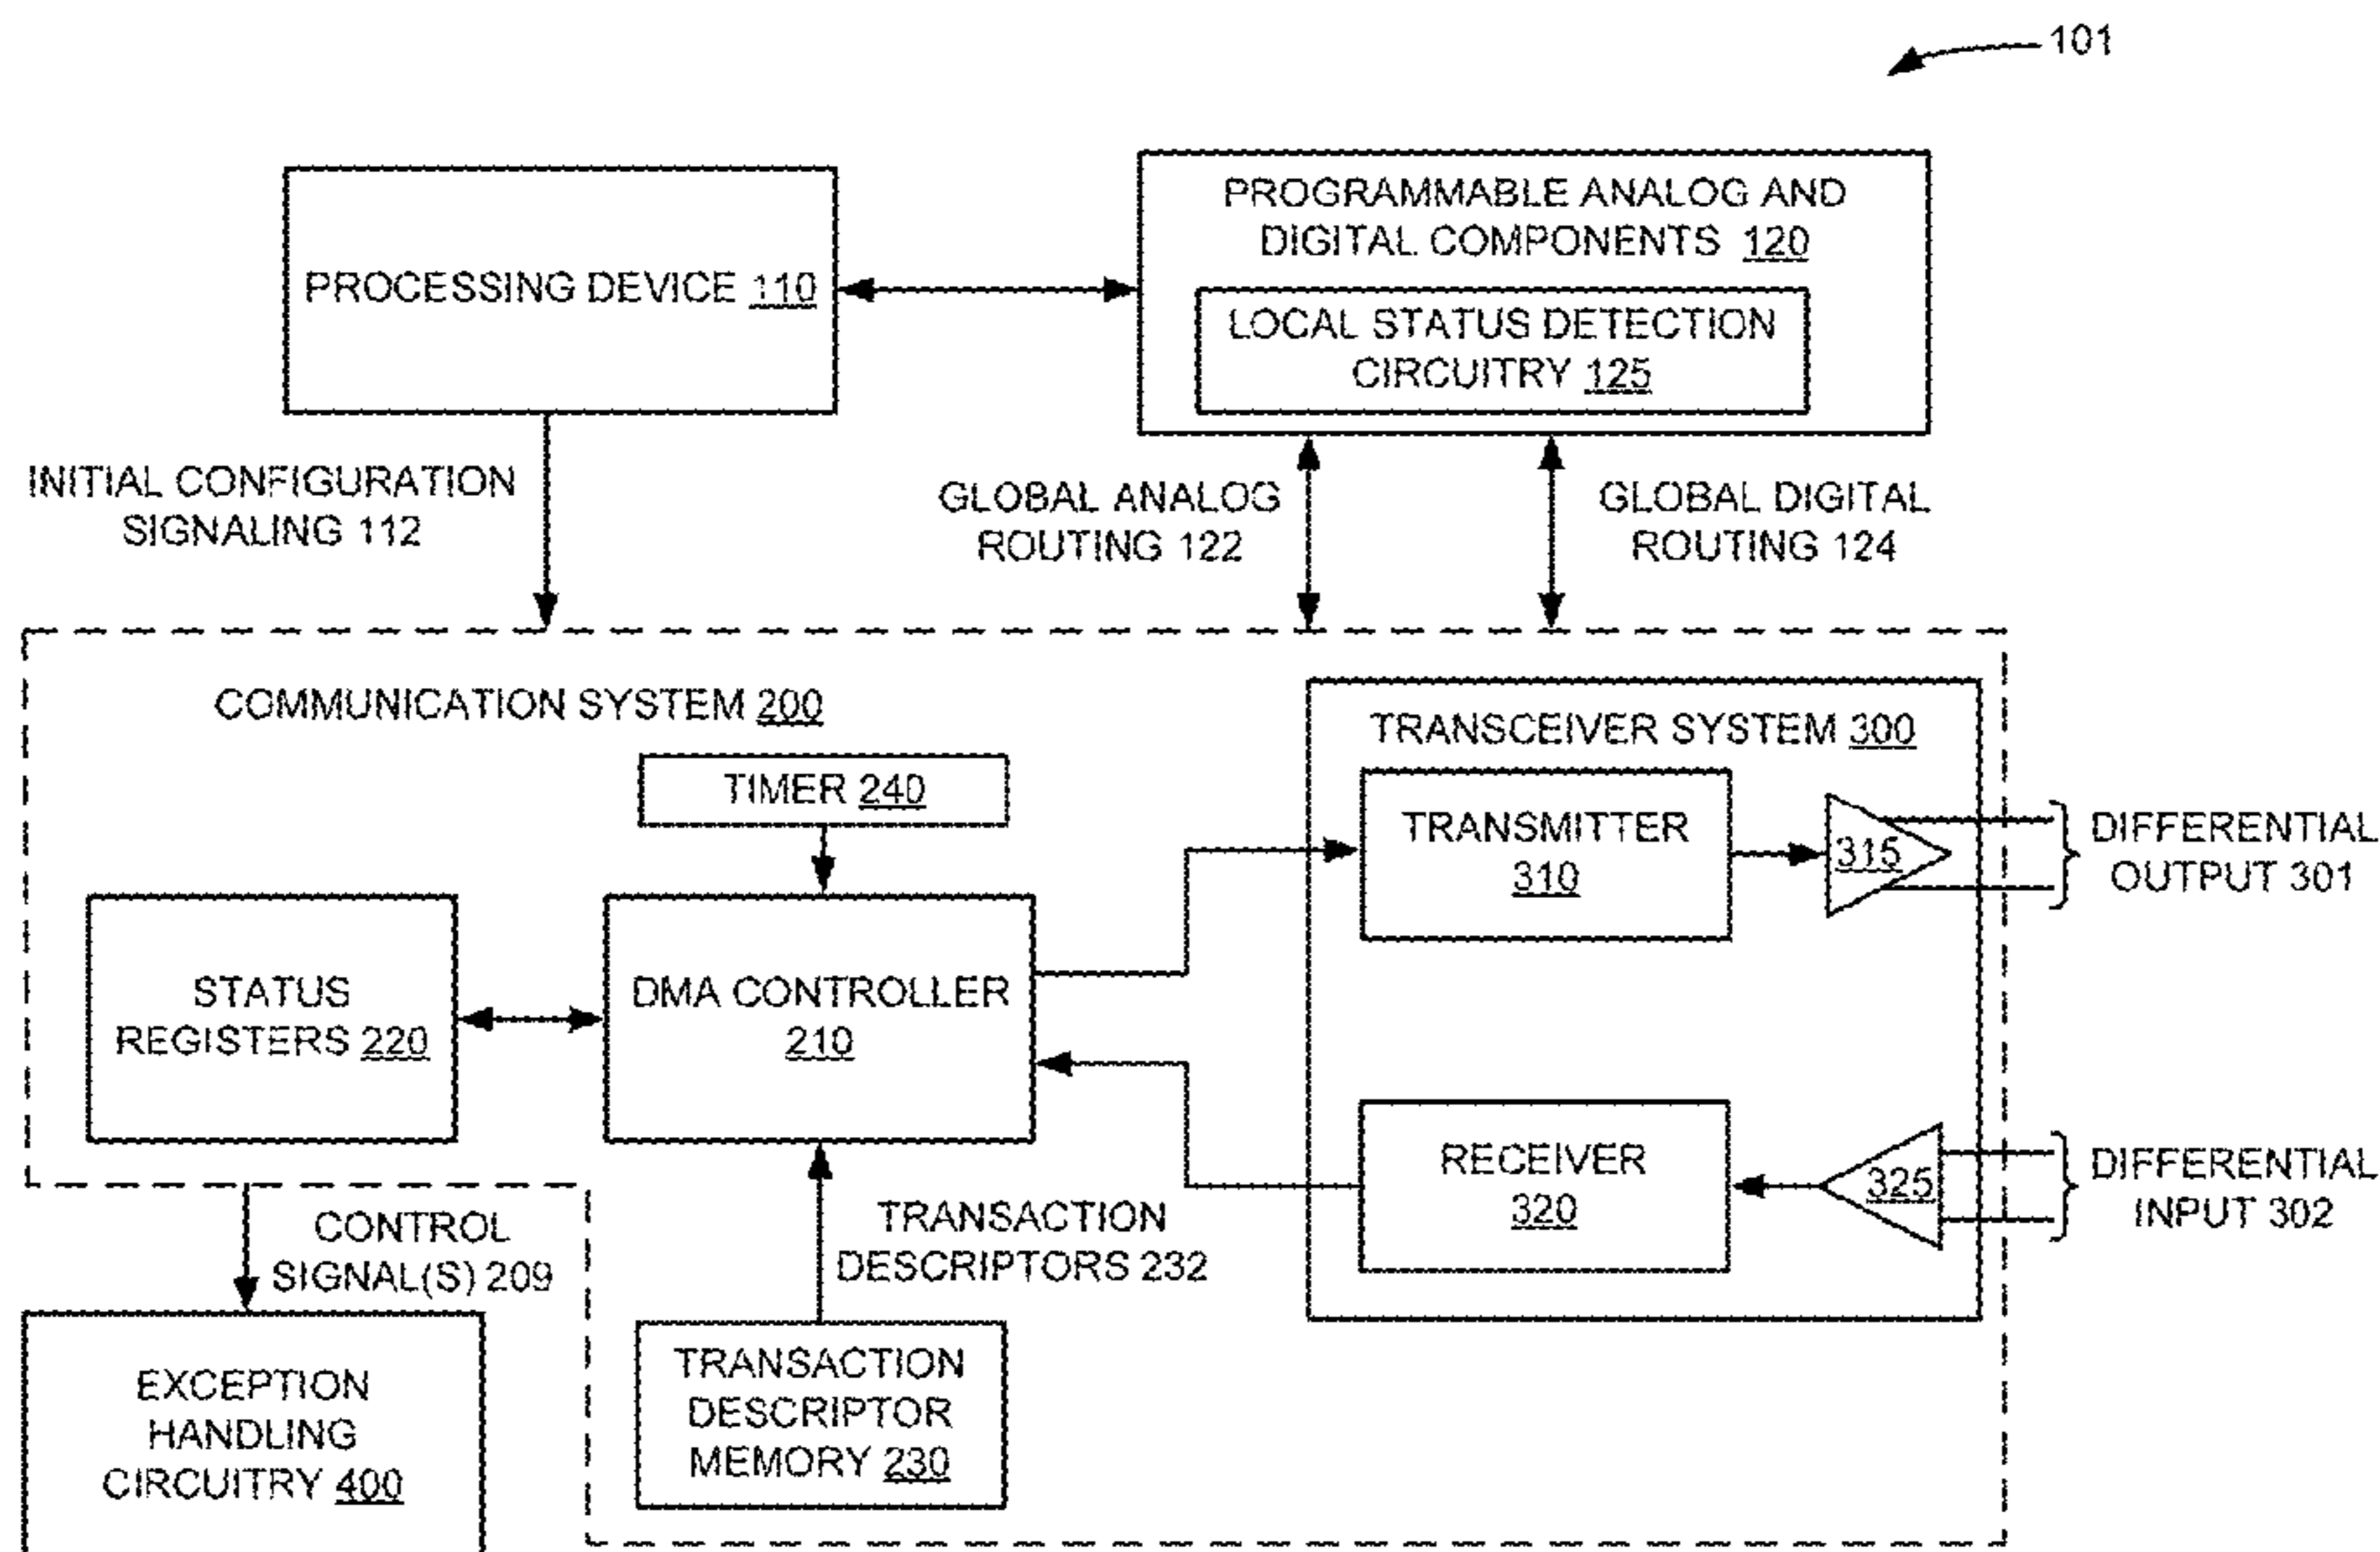 101
PROCESSING DEVICE 110
PROGRAMMABLE ANALOG AND
DIGITAL COMPONENTS 120
LOCAL STATUS DETECTION
CIRCUITRY 125
INITIAL CONFIGURATION
SIGNALING 112
GLOBAL ANALOG
ROUTING 122
GLOBAL DIGITAL
ROUTING 124
COMMUNICATION SYSTEM 200
TIMER 240
STATUS
REGISTERS 220
DMA CONTROLLER
210
TRANSCEIVER SYSTEM 300
TRANSMITTER
310
315
DIFFERENTIAL
OUTPUT 301
RECEIVER
320
325
DIFFERENTIAL
INPUT 302
CONTROL
SIGNAL(S) 209
TRANSACTION
DESCRIPTORS 232
EXCEPTION
HANDLING
CIRCUITRY 400
TRANSACTION
DESCRIPTOR
MEMORY 230